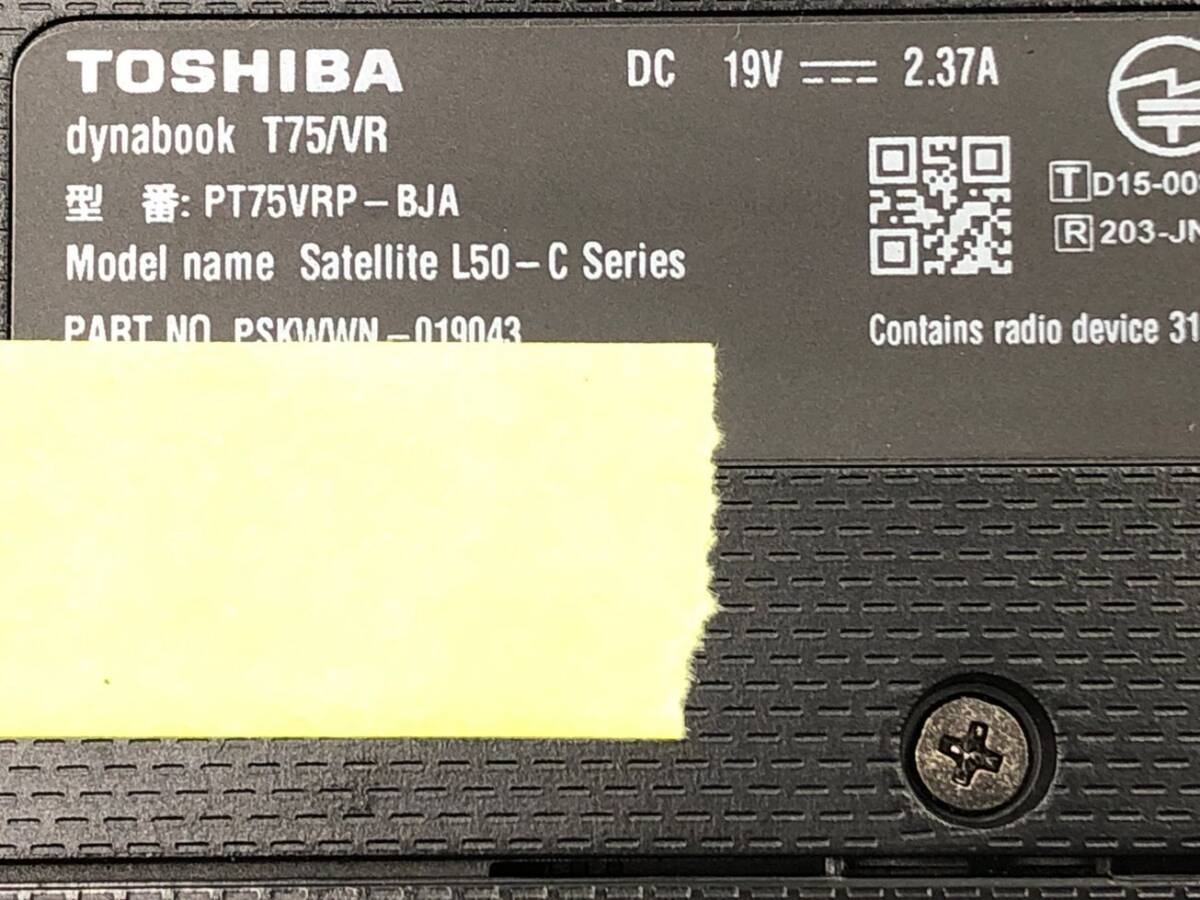 TOSHIBA
DC 19V 2.37A
dynabook T75/VR
型 番: PT75VRP-BJA
Model name Satellite L50-C Series
PART NO PSKWWN-019043
T D15-00
R 203-JN
Contains radio device 31